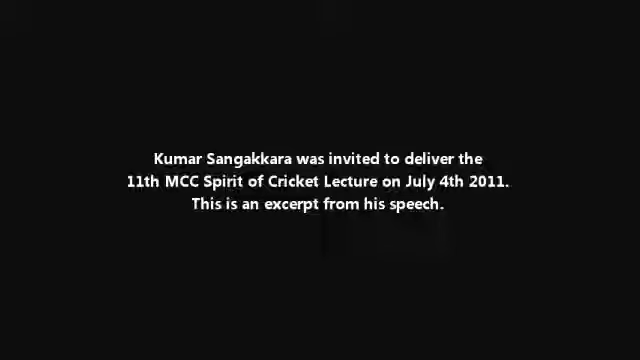 Kumar Sangakkara was invited to deliver the
11th MCC Spirit of Cricket Lecture on July 4th 2011.
This is an excerpt from his speech.